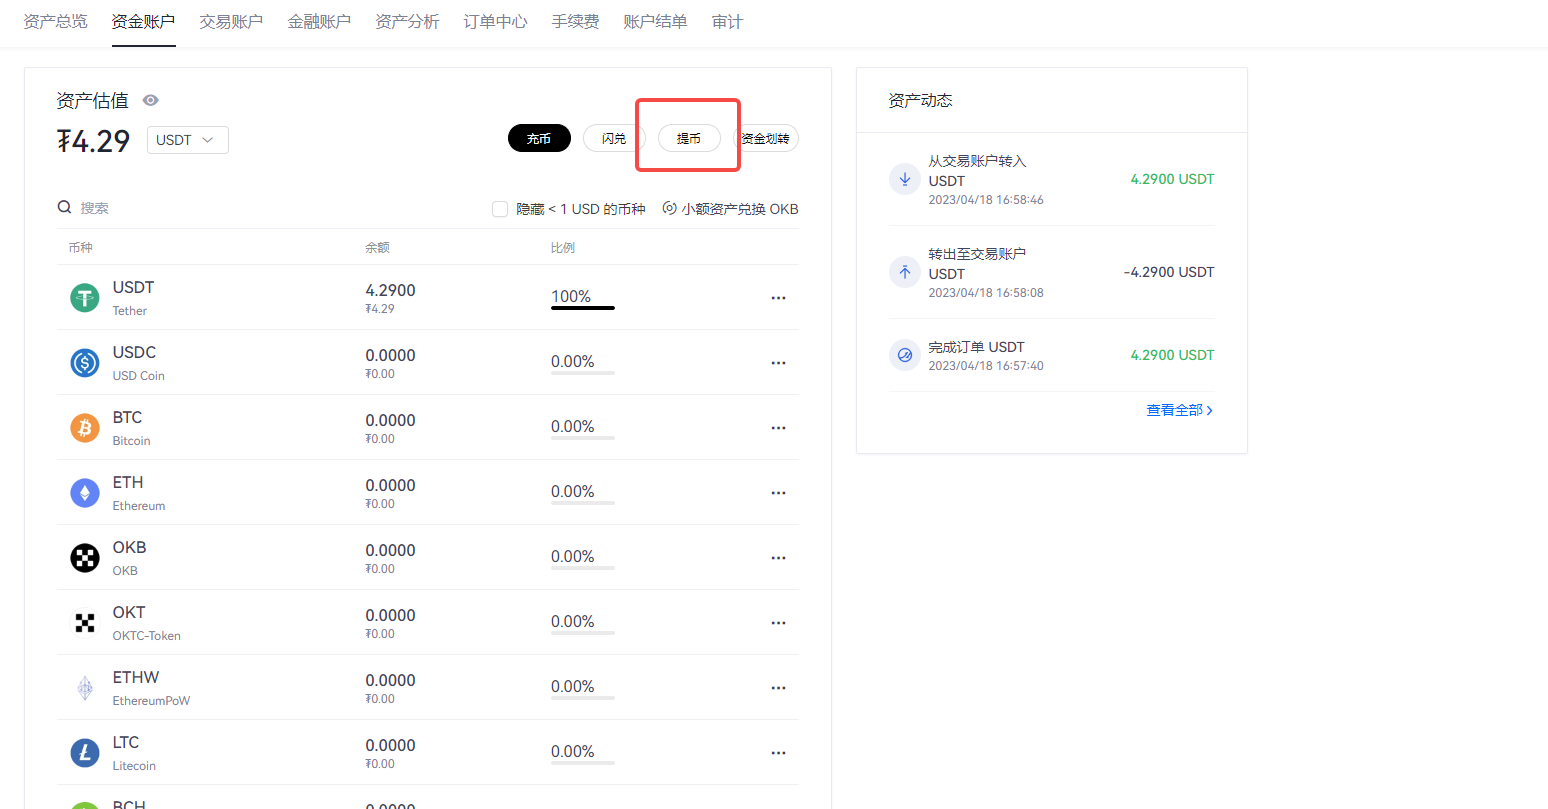 资产总览 资金账户 交易账户 金融账户 资产分析 订单中心 手续费 账户结单 审计
资产估值
₮4.29 USDT
充币 闪兑 提币 资金划转
搜索 隐藏 < 1 USD 的币种 小额资产兑换 OKB
币种 余额 比例
USDT 4.2900 100%
Tether ₮4.29
USDC 0.0000 0.00%
USD Coin ₮0.00
BTC 0.0000 0.00%
Bitcoin ₮0.00
ETH 0.0000 0.00%
Ethereum ₮0.00
OKB 0.0000 0.00%
OKB ₮0.00
OKT 0.0000 0.00%
OKTC-Token ₮0.00
ETHW 0.0000 0.00%
EthereumPoW ₮0.00
LTC 0.0000 0.00%
Litecoin ₮0.00
BCH 0.0000
资产动态
从交易账户转入
USDT 4.2900 USDT
2023/04/18 16:58:46
转出至交易账户
USDT -4.2900 USDT
2023/04/18 16:58:08
完成订单 USDT 4.2900 USDT
2023/04/18 16:57:40
查看全部